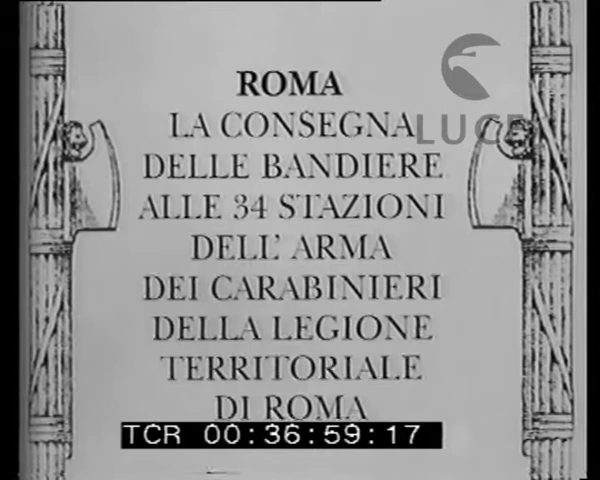 ROMA
LA CONSEGNA
DELLE BANDIERE
ALLE 34 STAZIONI
DELL' ARMA
DEI CARABINIERI
DELLA LEGIONE
TERRITORIALE
DI ROMA
LUCE
TCR 00:36:59:17